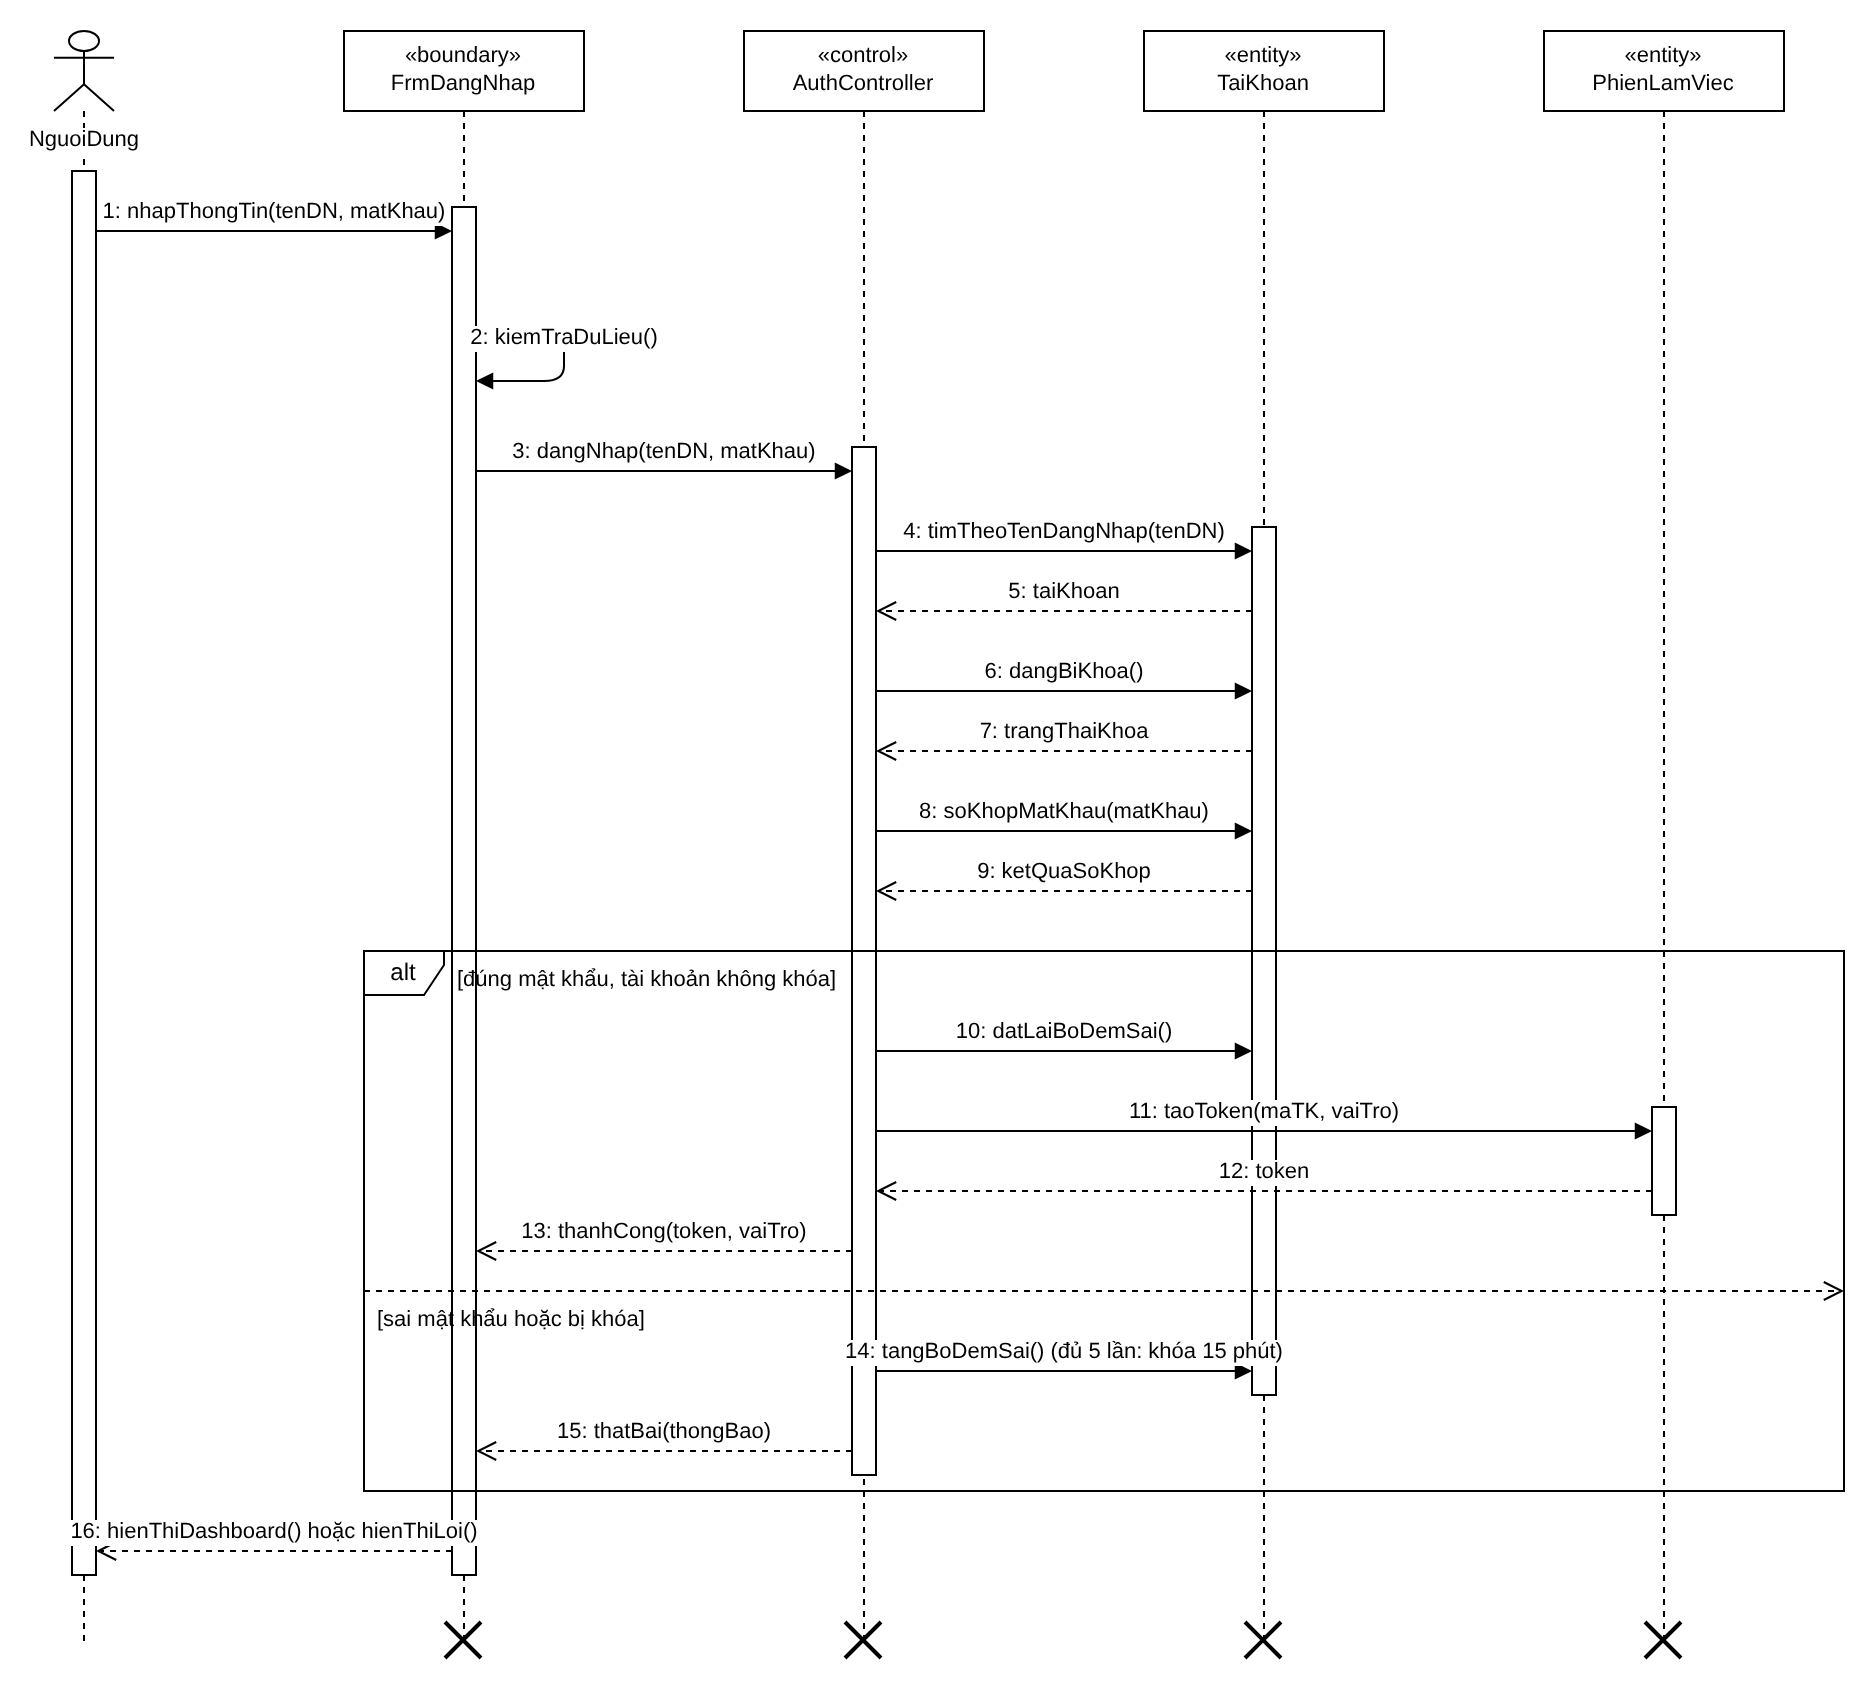 «boundary»
FrmDangNhap
«control»
AuthController
«entity»
TaiKhoan
«entity»
PhienLamViec
NguoiDung
1: nhapThongTin(tenDN, matKhau)
2: kiemTraDuLieu()
3: dangNhap(tenDN, matKhau)
4: timTheoTenDangNhap(tenDN)
5: taiKhoan
6: dangBiKhoa()
7: trangThaiKhoa
8: soKhopMatKhau(matKhau)
9: ketQuaSoKhop
alt
[đúng mật khẩu, tài khoản không khóa]
10: datLaiBoDemSai()
11: taoToken(maTK, vaiTro)
12: token
13: thanhCong(token, vaiTro)
[sai mật khẩu hoặc bị khóa]
14: tangBoDemSai() (đủ 5 lần: khóa 15 phút)
15: thatBai(thongBao)
16: hienThiDashboard() hoặc hienThiLoi()